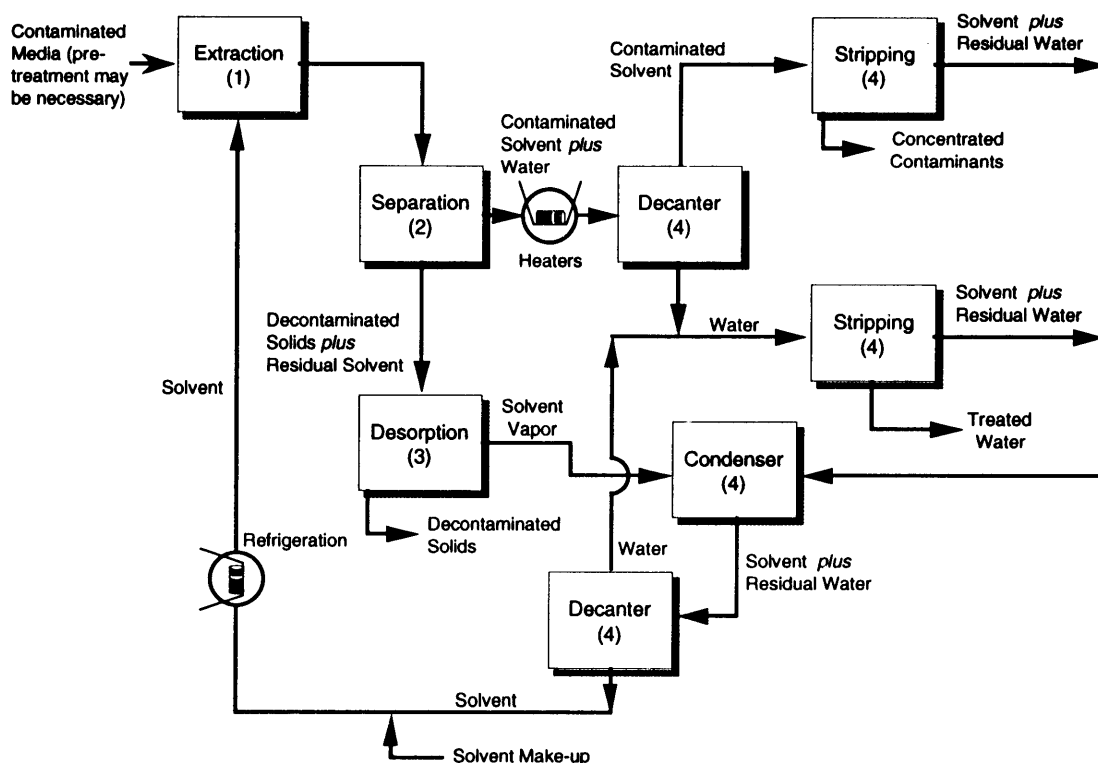 Contaminated
Media (pre-
treatment may
be necessary)
Extraction
(1)
Contaminated
Solvent
Stripping
(4)
Solvent plus
Residual Water
Concentrated
Contaminants
Contaminated
Solvent plus
Water
Separation
(2)
Heaters
Decanter
(4)
Decontaminated
Solids plus
Residual Solvent
Water
Stripping
(4)
Solvent plus
Residual Water
Treated
Water
Solvent
Desorption
(3)
Solvent
Vapor
Condenser
(4)
Decontaminated
Solids
Refrigeration
Water
Solvent plus
Residual Water
Decanter
(4)
Solvent
Solvent Make-up